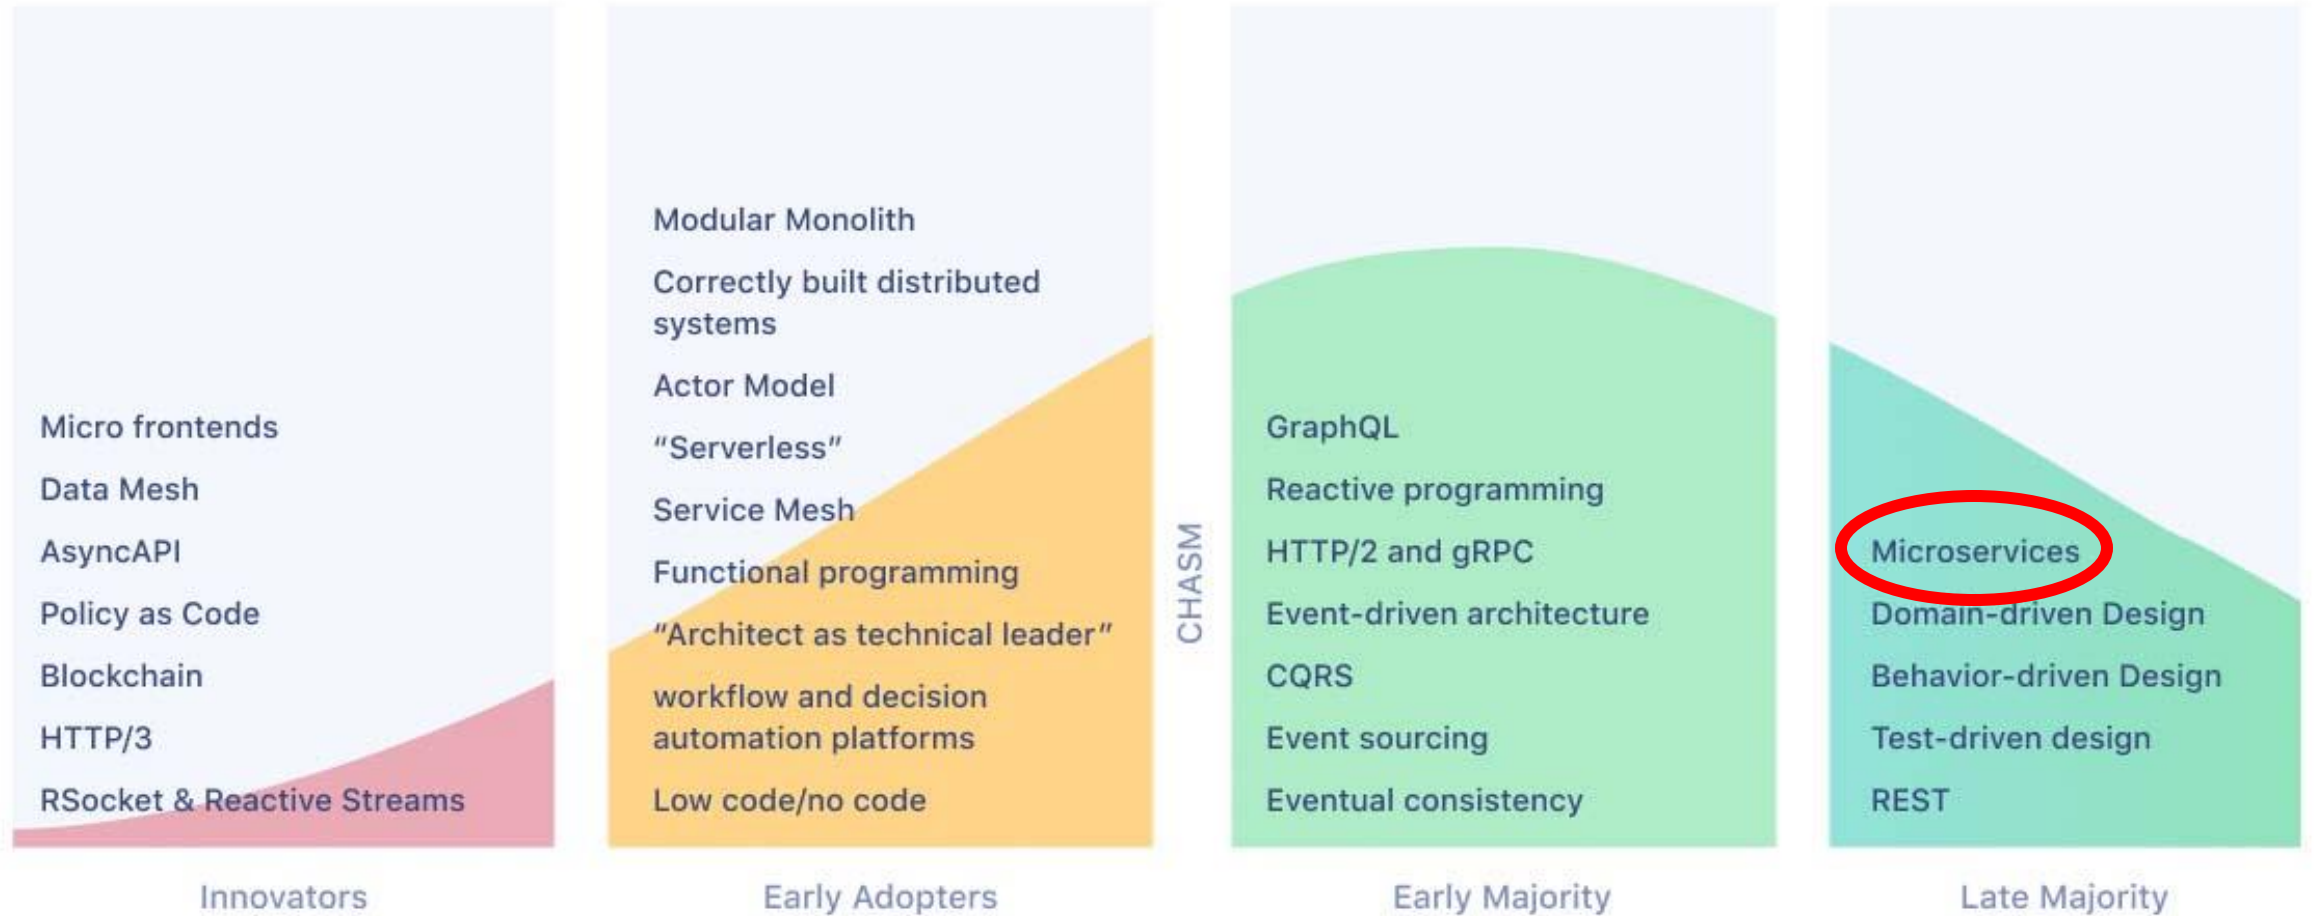 Micro frontends
Data Mesh
AsyncAPI
Policy as Code
Blockchain
HTTP/3
RSocket & Reactive Streams
Innovators
Modular Monolith
Correctly built distributed
systems
Actor Model
“Serverless”
Service Mesh
Functional programming
“Architect as technical leader”
workflow and decision
automation platforms
Low code/no code
Early Adopters
CHASM
GraphQL
Reactive programming
HTTP/2 and gRPC
Event-driven architecture
CQRS
Event sourcing
Eventual consistency
Early Majority
Microservices
Domain-driven Design
Behavior-driven Design
Test-driven design
REST
Late Majority